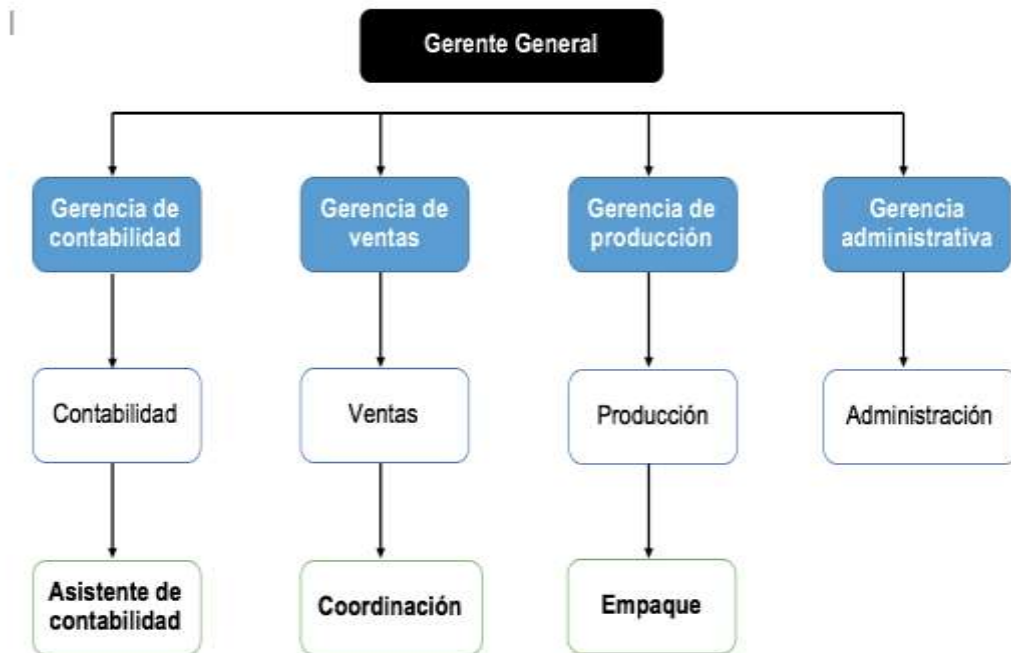 Gerente General
Gerencia de
contabilidad
Gerencia de
ventas
Gerencia de
producción
Gerencia
administrativa
Contabilidad
Ventas
Producción
Administración
Asistente de
contabilidad
Coordinación
Empaque